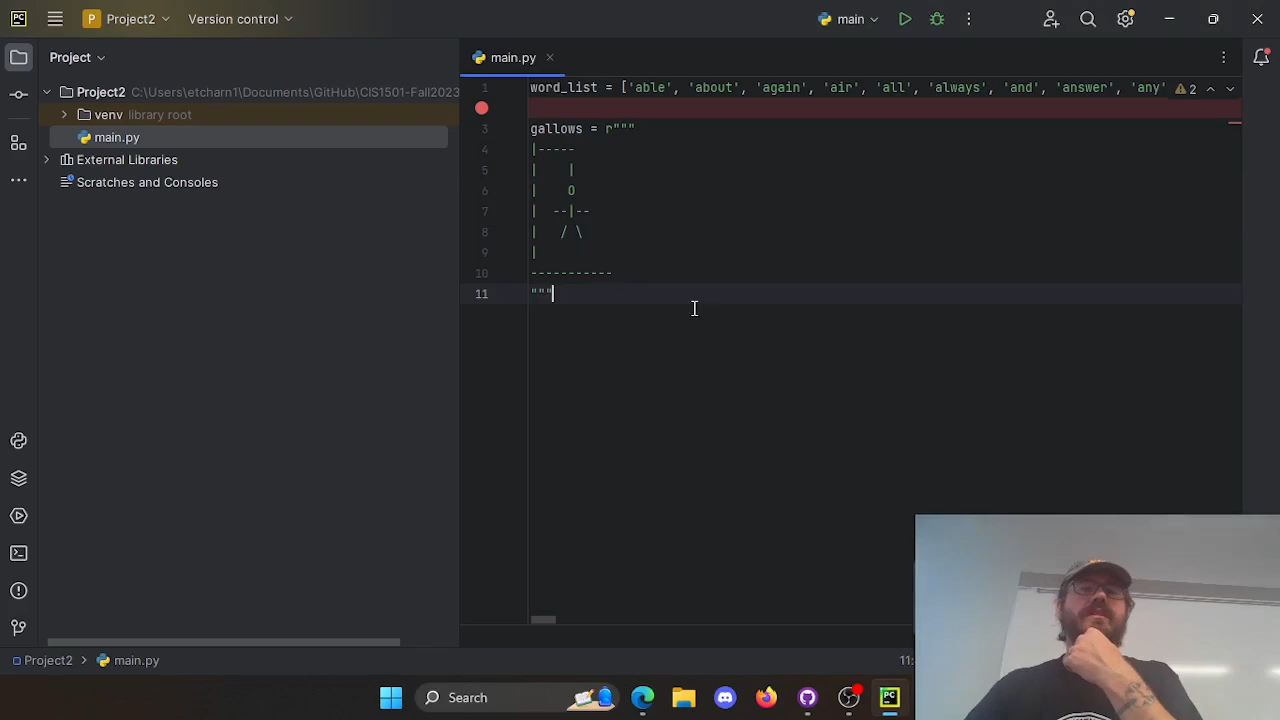 PC
P Project2
Version control
main
Project
main.py
Project2 C:\Users\etcharn1\Documents\GitHub\CIS1501-Fall2023
venv library root
main.py
External Libraries
Scratches and Consoles
1 word_list = ['able', 'about', 'again', 'air', 'all', 'always', 'and', 'answer', 'any' 2
3 gallows = r"""
4 |-----
5 |    |
6 |    O
7 |  --|--
8 |   / \
9 |
10 -----------
11 """
Project2 > main.py
11:
Search
PC